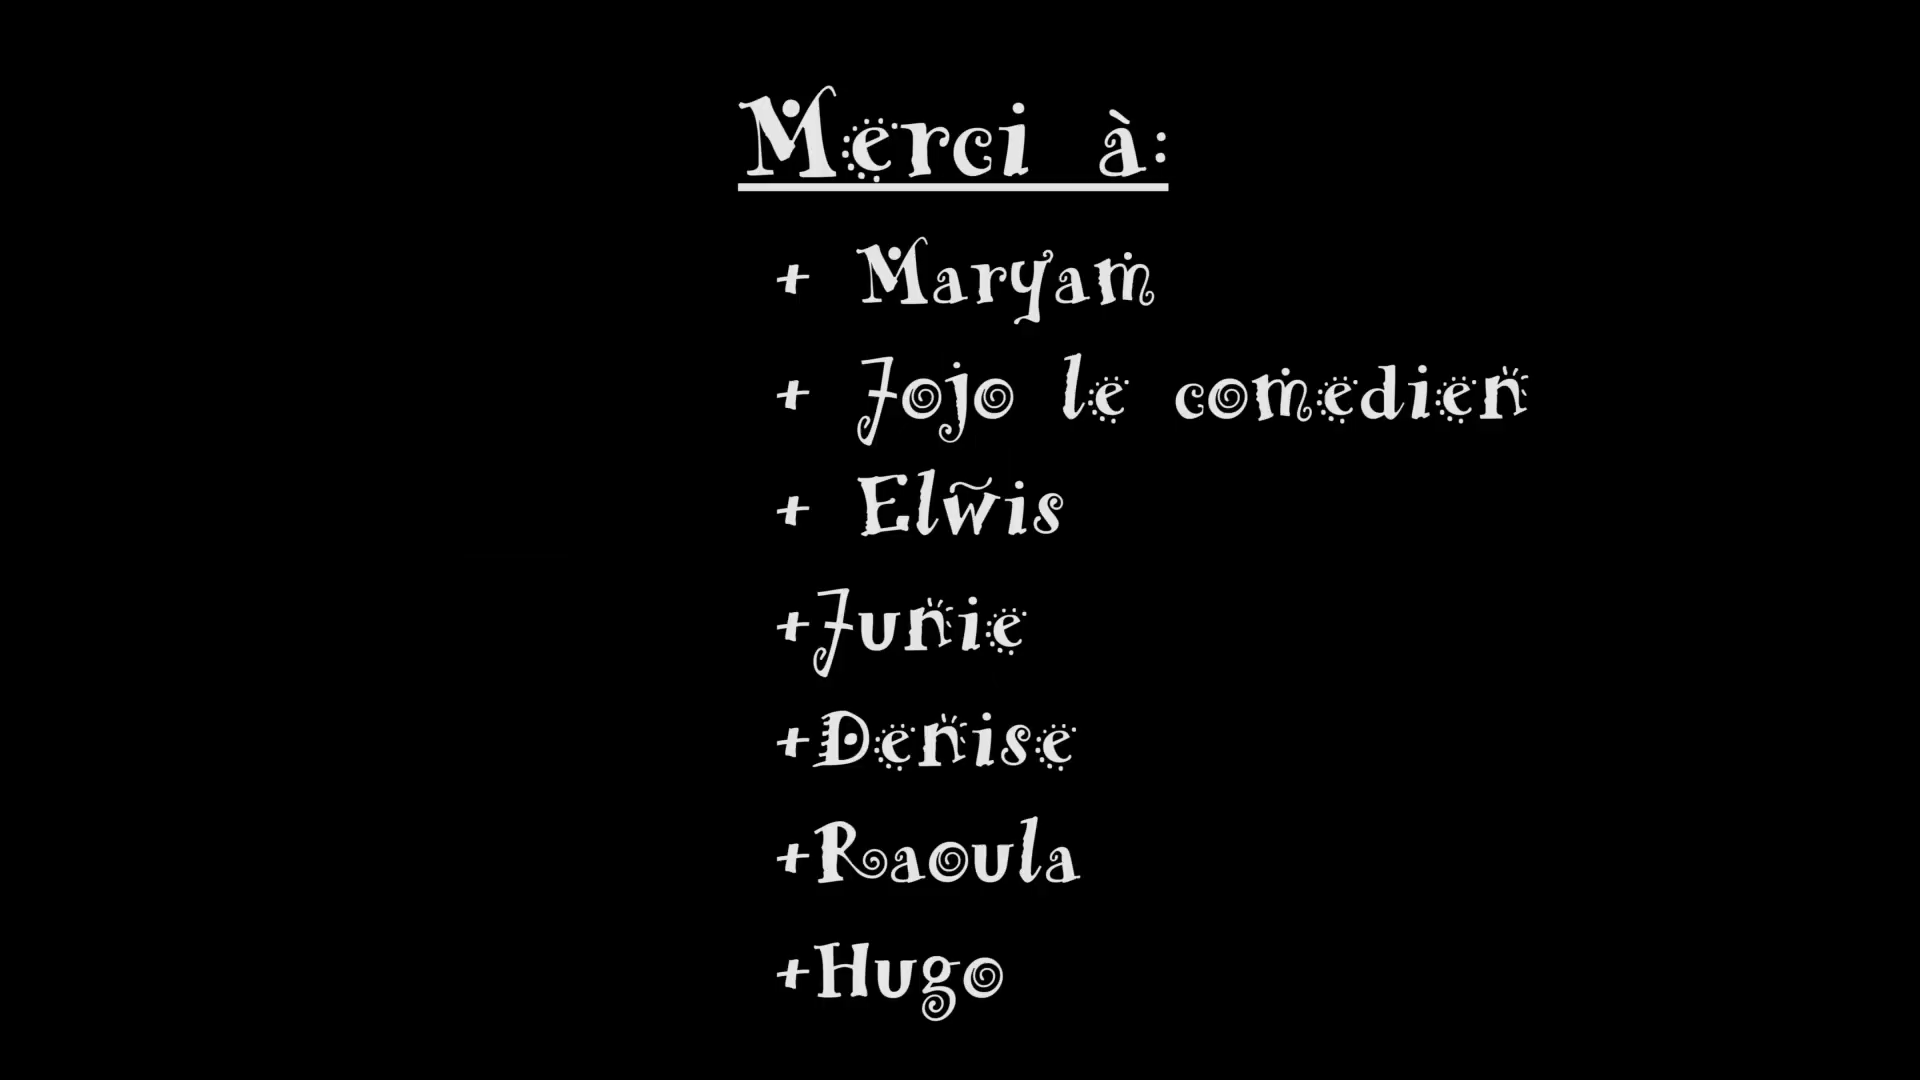 Merci à:
+ Maryam
+ Jojo le comedien
+ Elwis
+Junie
+Denise
+Raoula
+Hugo